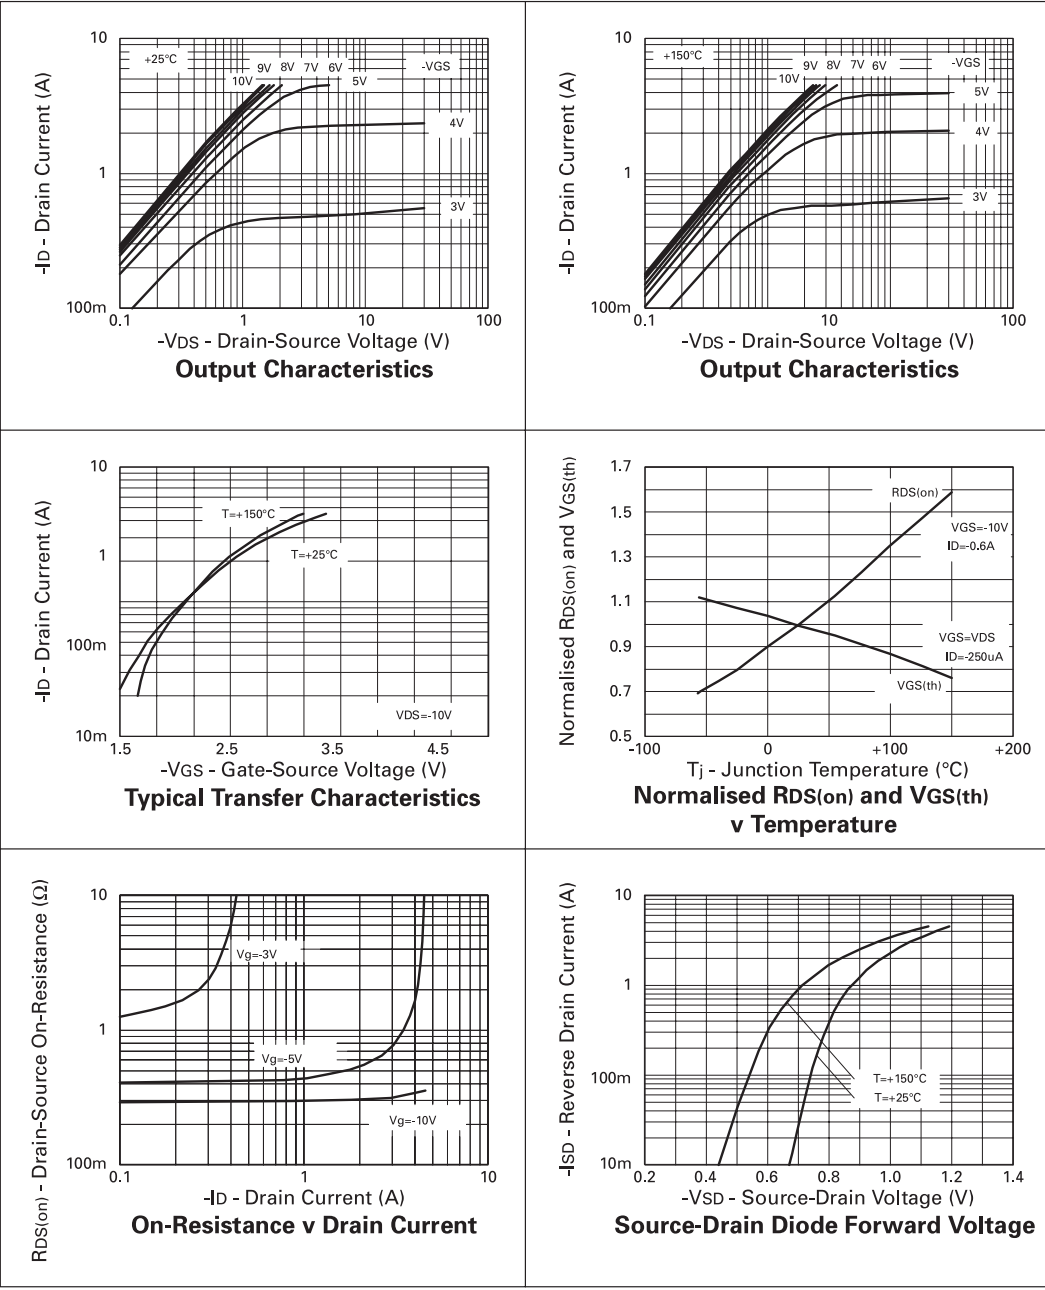 10
+25°C
9V 8V 7V 6V
10V
5V
-VGS
4V
1
3V
100m
0.1 1 10 100
-ID - Drain Current (A)
-VDS - Drain-Source Voltage (V)
Output Characteristics
10
+150°C
9V 8V 7V 6V
10V
-VGS
5V
4V
1
3V
100m
0.1 10 100
-ID - Drain Current (A)
-VDS - Drain-Source Voltage (V)
Output Characteristics
10
T=+150°C
T=+25°C
1
100m
VDS=-10V
10m
1.5 2.5 3.5 4.5
-ID - Drain Current (A)
-VGS - Gate-Source Voltage (V)
Typical Transfer Characteristics
1.7
RDS(on)
1.5
VGS=-10V
ID=-0.6A
1.3
1.1
0.9
VGS=VDS
ID=-250uA
VGS(th)
0.7
0.5
-100 0 +100 +200
Normalised RDS(on) and VGS(th)
Tj - Junction Temperature (°C)
Normalised RDS(on) and VGS(th)
v Temperature
10
Vg=-3V
1
Vg=-5V
Vg=-10V
100m
0.1 1 10
RDS(on) - Drain-Source On-Resistance (Ω)
-ID - Drain Current (A)
On-Resistance v Drain Current
10
1
T=+150°C
100m
T=+25°C
10m
0.2 0.4 0.6 0.8 1.0 1.2 1.4
-ISD - Reverse Drain Current (A)
-VSD - Source-Drain Voltage (V)
Source-Drain Diode Forward Voltage